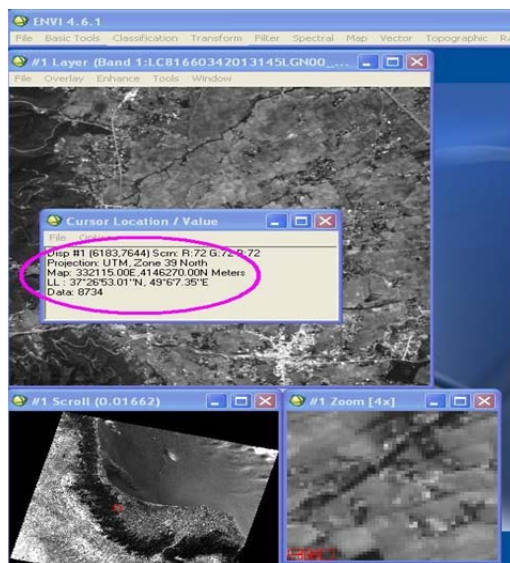 ENVI 4.6.1
File Basic Tools Classification Transform Filter Spectral Map Vector Topographic
#1 Layer (Band 1:LC81660342013145LGN00_...
File Overlay Enhance Tools Window
Cursor Location / Value
File
Disp #1 (6183,7644) Scrn: R:72 G:72 B:72
Projection: UTM, Zone 39 North
Map: 332115.00E,4146270.00N Meters
LL : 37°26'53.01"N, 49°6'7.35"E
Data: 8734
#1 Scroll (0.01662)
#1 Zoom [4x]